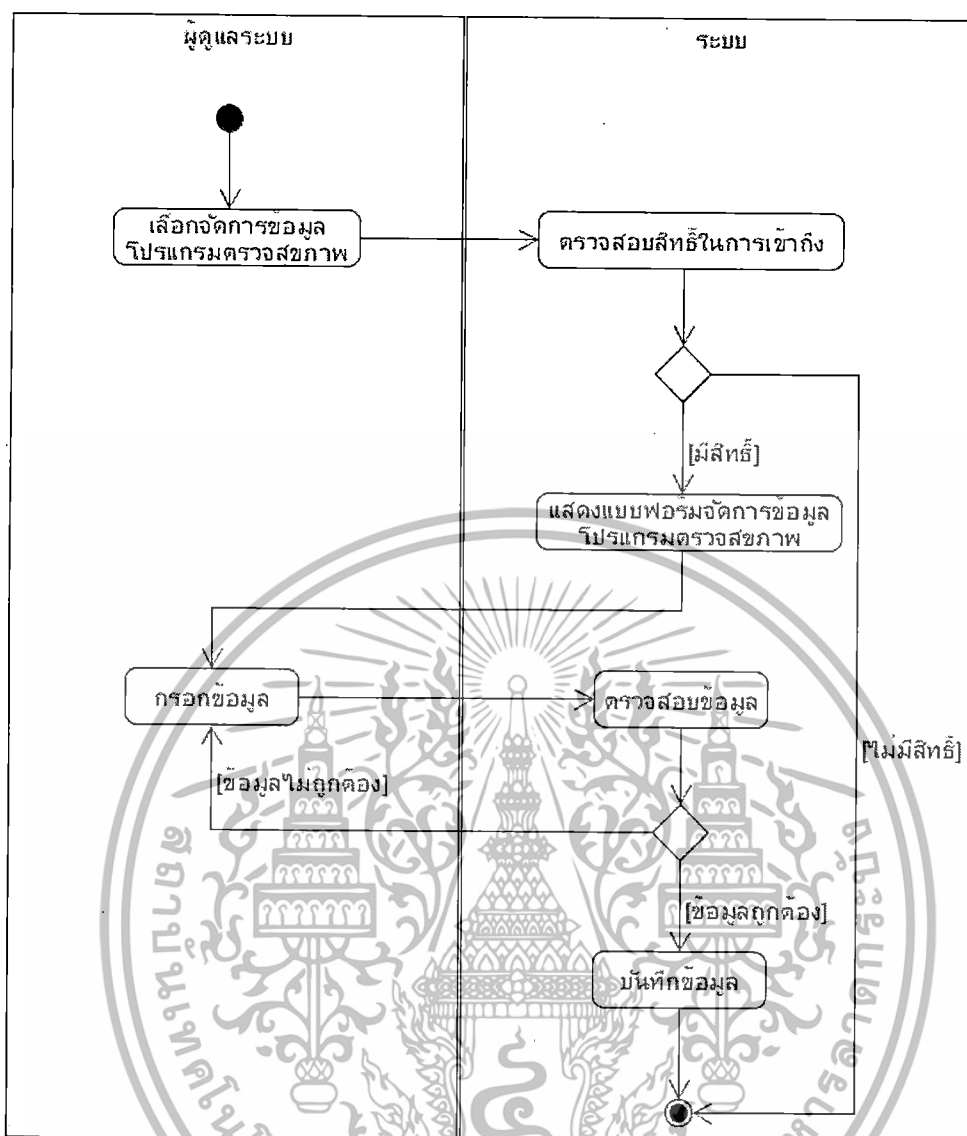 ผู้ดูแลระบบ
ระบบ
เลือกจัดการข้อมูล
โปรแกรมตรวจสุขภาพ
ตรวจสอบสิทธิ์ในการเข้าถึง
[มีสิทธิ์]
แสดงแบบฟอร์มจัดการข้อมูล
โปรแกรมตรวจสุขภาพ
กรอกข้อมูล
ตรวจสอบข้อมูล
[ไม่มีสิทธิ์]
[ข้อมูลไม่ถูกต้อง]
[ข้อมูลถูกต้อง]
บันทึกข้อมูล